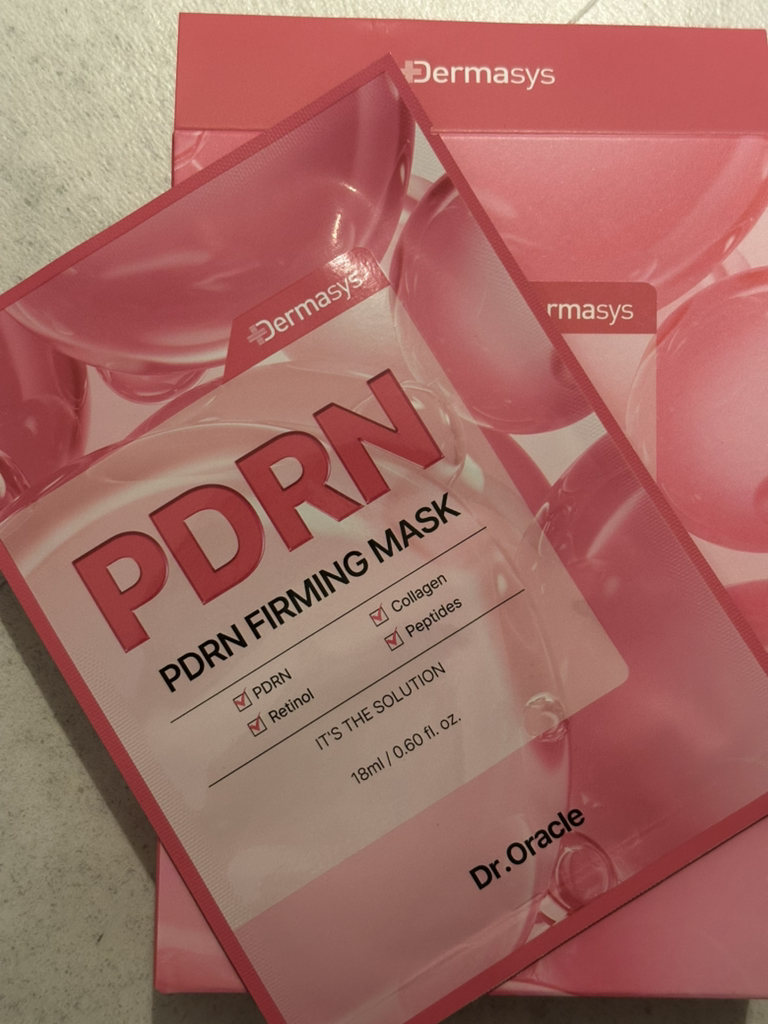 Dermasys
Dermasys
rmasys
PDRN
PDRN FIRMING MASK
PDRN
Collagen
Retinol
Peptides
IT'S THE SOLUTION
18ml / 0.60 fl. oz.
Dr.Oracle